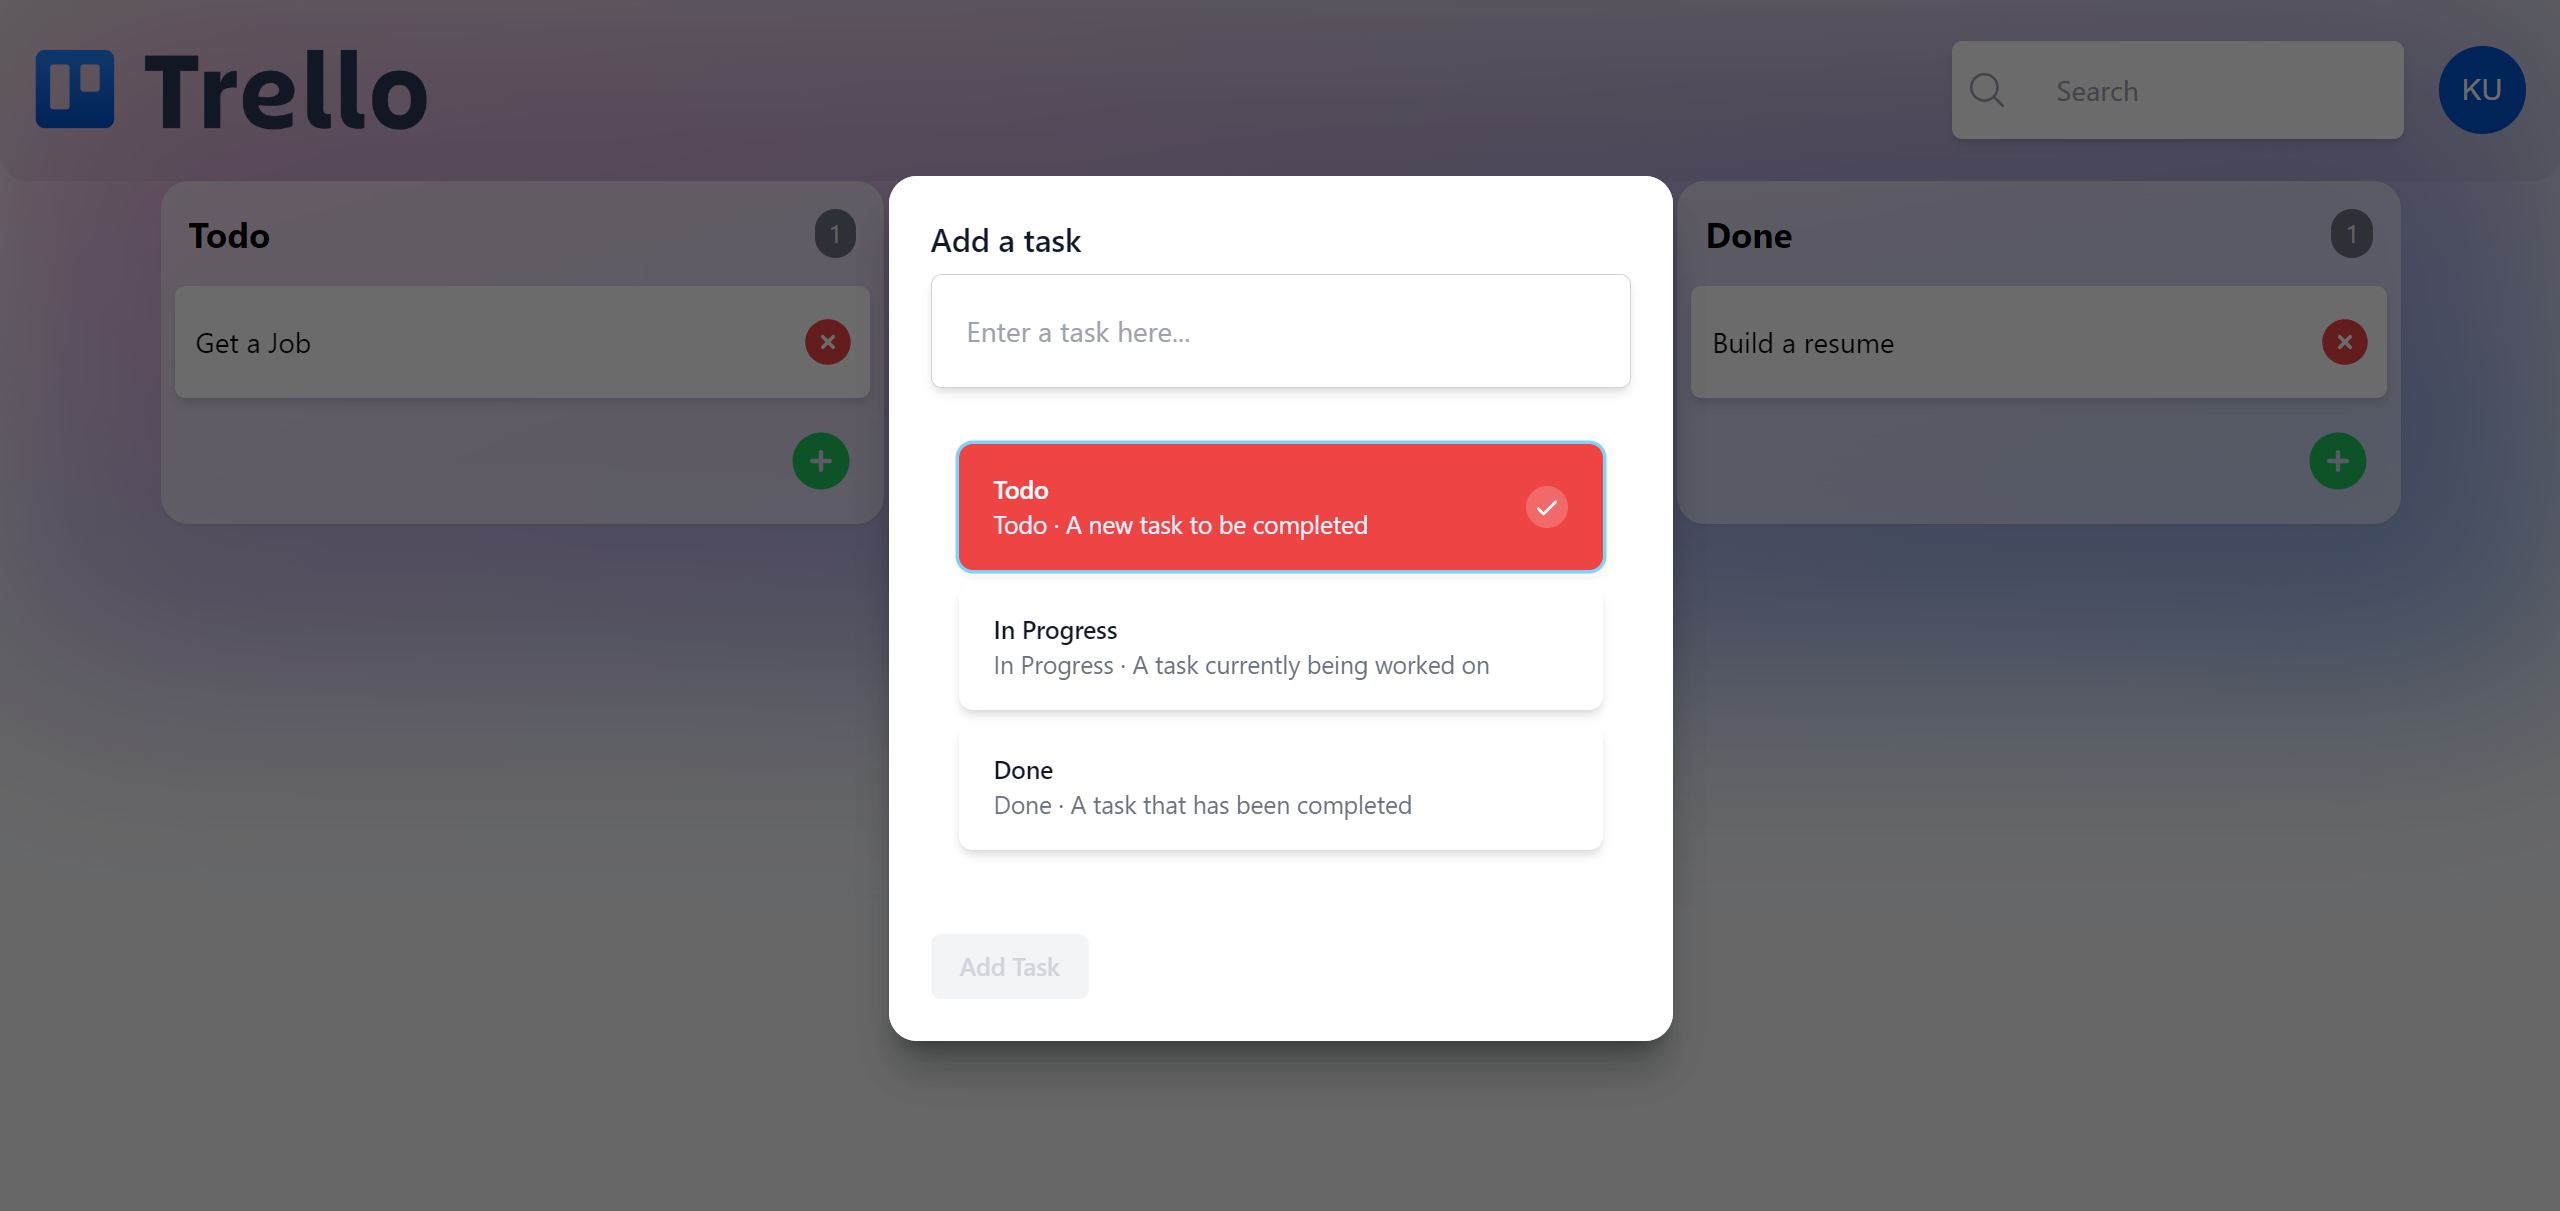 Trello
Search
KU
Todo
1
Get a Job
Add a task
Enter a task here...
Todo
Todo · A new task to be completed
In Progress
In Progress · A task currently being worked on
Done
Done · A task that has been completed
Add Task
Done
1
Build a resume